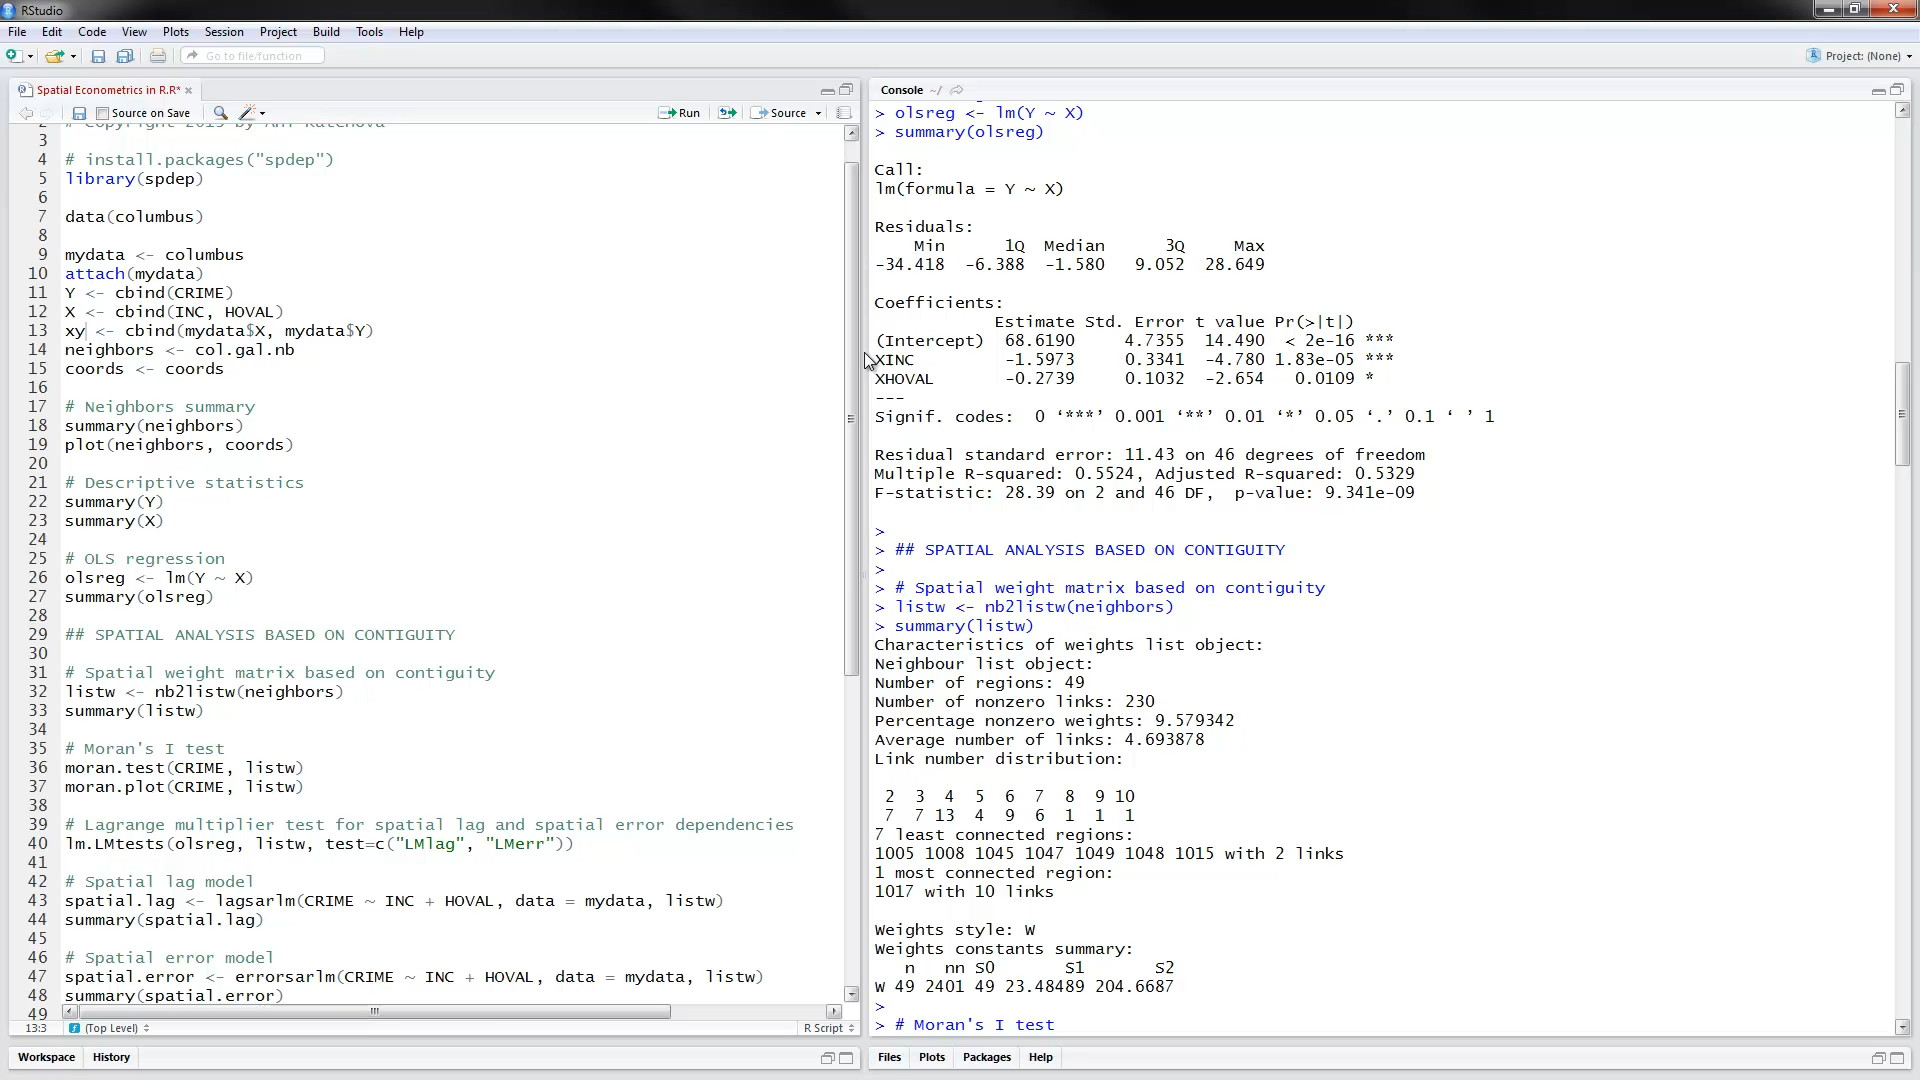 RStudio
File Edit Code View Plots Session Project Build Tools Help
Go to file/function
Project: (None)
Spatial Econometrics in R.R*
Source on Save
Run
Source
3
4 # install.packages("spdep")
5 library(spdep)
6
7 data(columbus)
8
9 mydata <- columbus
10 attach(mydata)
11 Y <- cbind(CRIME)
12 X <- cbind(INC, HOVAL)
13 xy <- cbind(mydata$X, mydata$Y)
14 neighbors <- col.gal.nb
15 coords <- coords
16
17 # Neighbors summary
18 summary(neighbors)
19 plot(neighbors, coords)
20
21 # Descriptive statistics
22 summary(Y)
23 summary(X)
24
25 # OLS regression
26 olsreg <- lm(Y ~ X)
27 summary(olsreg)
28
29 ## SPATIAL ANALYSIS BASED ON CONTIGUITY
30
31 # Spatial weight matrix based on contiguity
32 listw <- nb2listw(neighbors)
33 summary(listw)
34
35 # Moran's I test
36 moran.test(CRIME, listw)
37 moran.plot(CRIME, listw)
38
39 # Lagrange multiplier test for spatial lag and spatial error dependencies
40 lm.LMtests(olsreg, listw, test=c("LMlag", "LMerr"))
41
42 # Spatial lag model
43 spatial.lag <- lagsarlm(CRIME ~ INC + HOVAL, data = mydata, listw)
44 summary(spatial.lag)
45
46 # Spatial error model
47 spatial.error <- errorsarlm(CRIME ~ INC + HOVAL, data = mydata, listw)
48 summary(spatial.error)
49
13:3 (Top Level) R Script
Workspace History
Console ~/
> olsreg <- lm(Y ~ X)
> summary(olsreg)
Call:
lm(formula = Y ~ X)
Residuals:
Min 1Q Median 3Q Max
-34.418 -6.388 -1.580 9.052 28.649
Coefficients:
Estimate Std. Error t value Pr(>|t|)
(Intercept) 68.6190 4.7355 14.490 < 2e-16 ***
XINC -1.5973 0.3341 -4.780 1.83e-05 ***
XHOVAL -0.2739 0.1032 -2.654 0.0109 *
---
Signif. codes: 0 ‘***’ 0.001 ‘**’ 0.01 ‘*’ 0.05 ‘.’ 0.1 ‘ ’ 1
Residual standard error: 11.43 on 46 degrees of freedom
Multiple R-squared: 0.5524, Adjusted R-squared: 0.5329
F-statistic: 28.39 on 2 and 46 DF, p-value: 9.341e-09
>
> ## SPATIAL ANALYSIS BASED ON CONTIGUITY
>
> # Spatial weight matrix based on contiguity
> listw <- nb2listw(neighbors)
> summary(listw)
Characteristics of weights list object:
Neighbour list object:
Number of regions: 49
Number of nonzero links: 230
Percentage nonzero weights: 9.579342
Average number of links: 4.693878
Link number distribution:
2 3 4 5 6 7 8 9 10
7 7 13 4 9 6 1 1 1
7 least connected regions:
1005 1008 1045 1047 1049 1048 1015 with 2 links
1 most connected region:
1017 with 10 links
Weights style: W
Weights constants summary:
n nn S0 S1 S2
W 49 2401 49 23.48489 204.6687
>
> # Moran's I test
Files Plots Packages Help